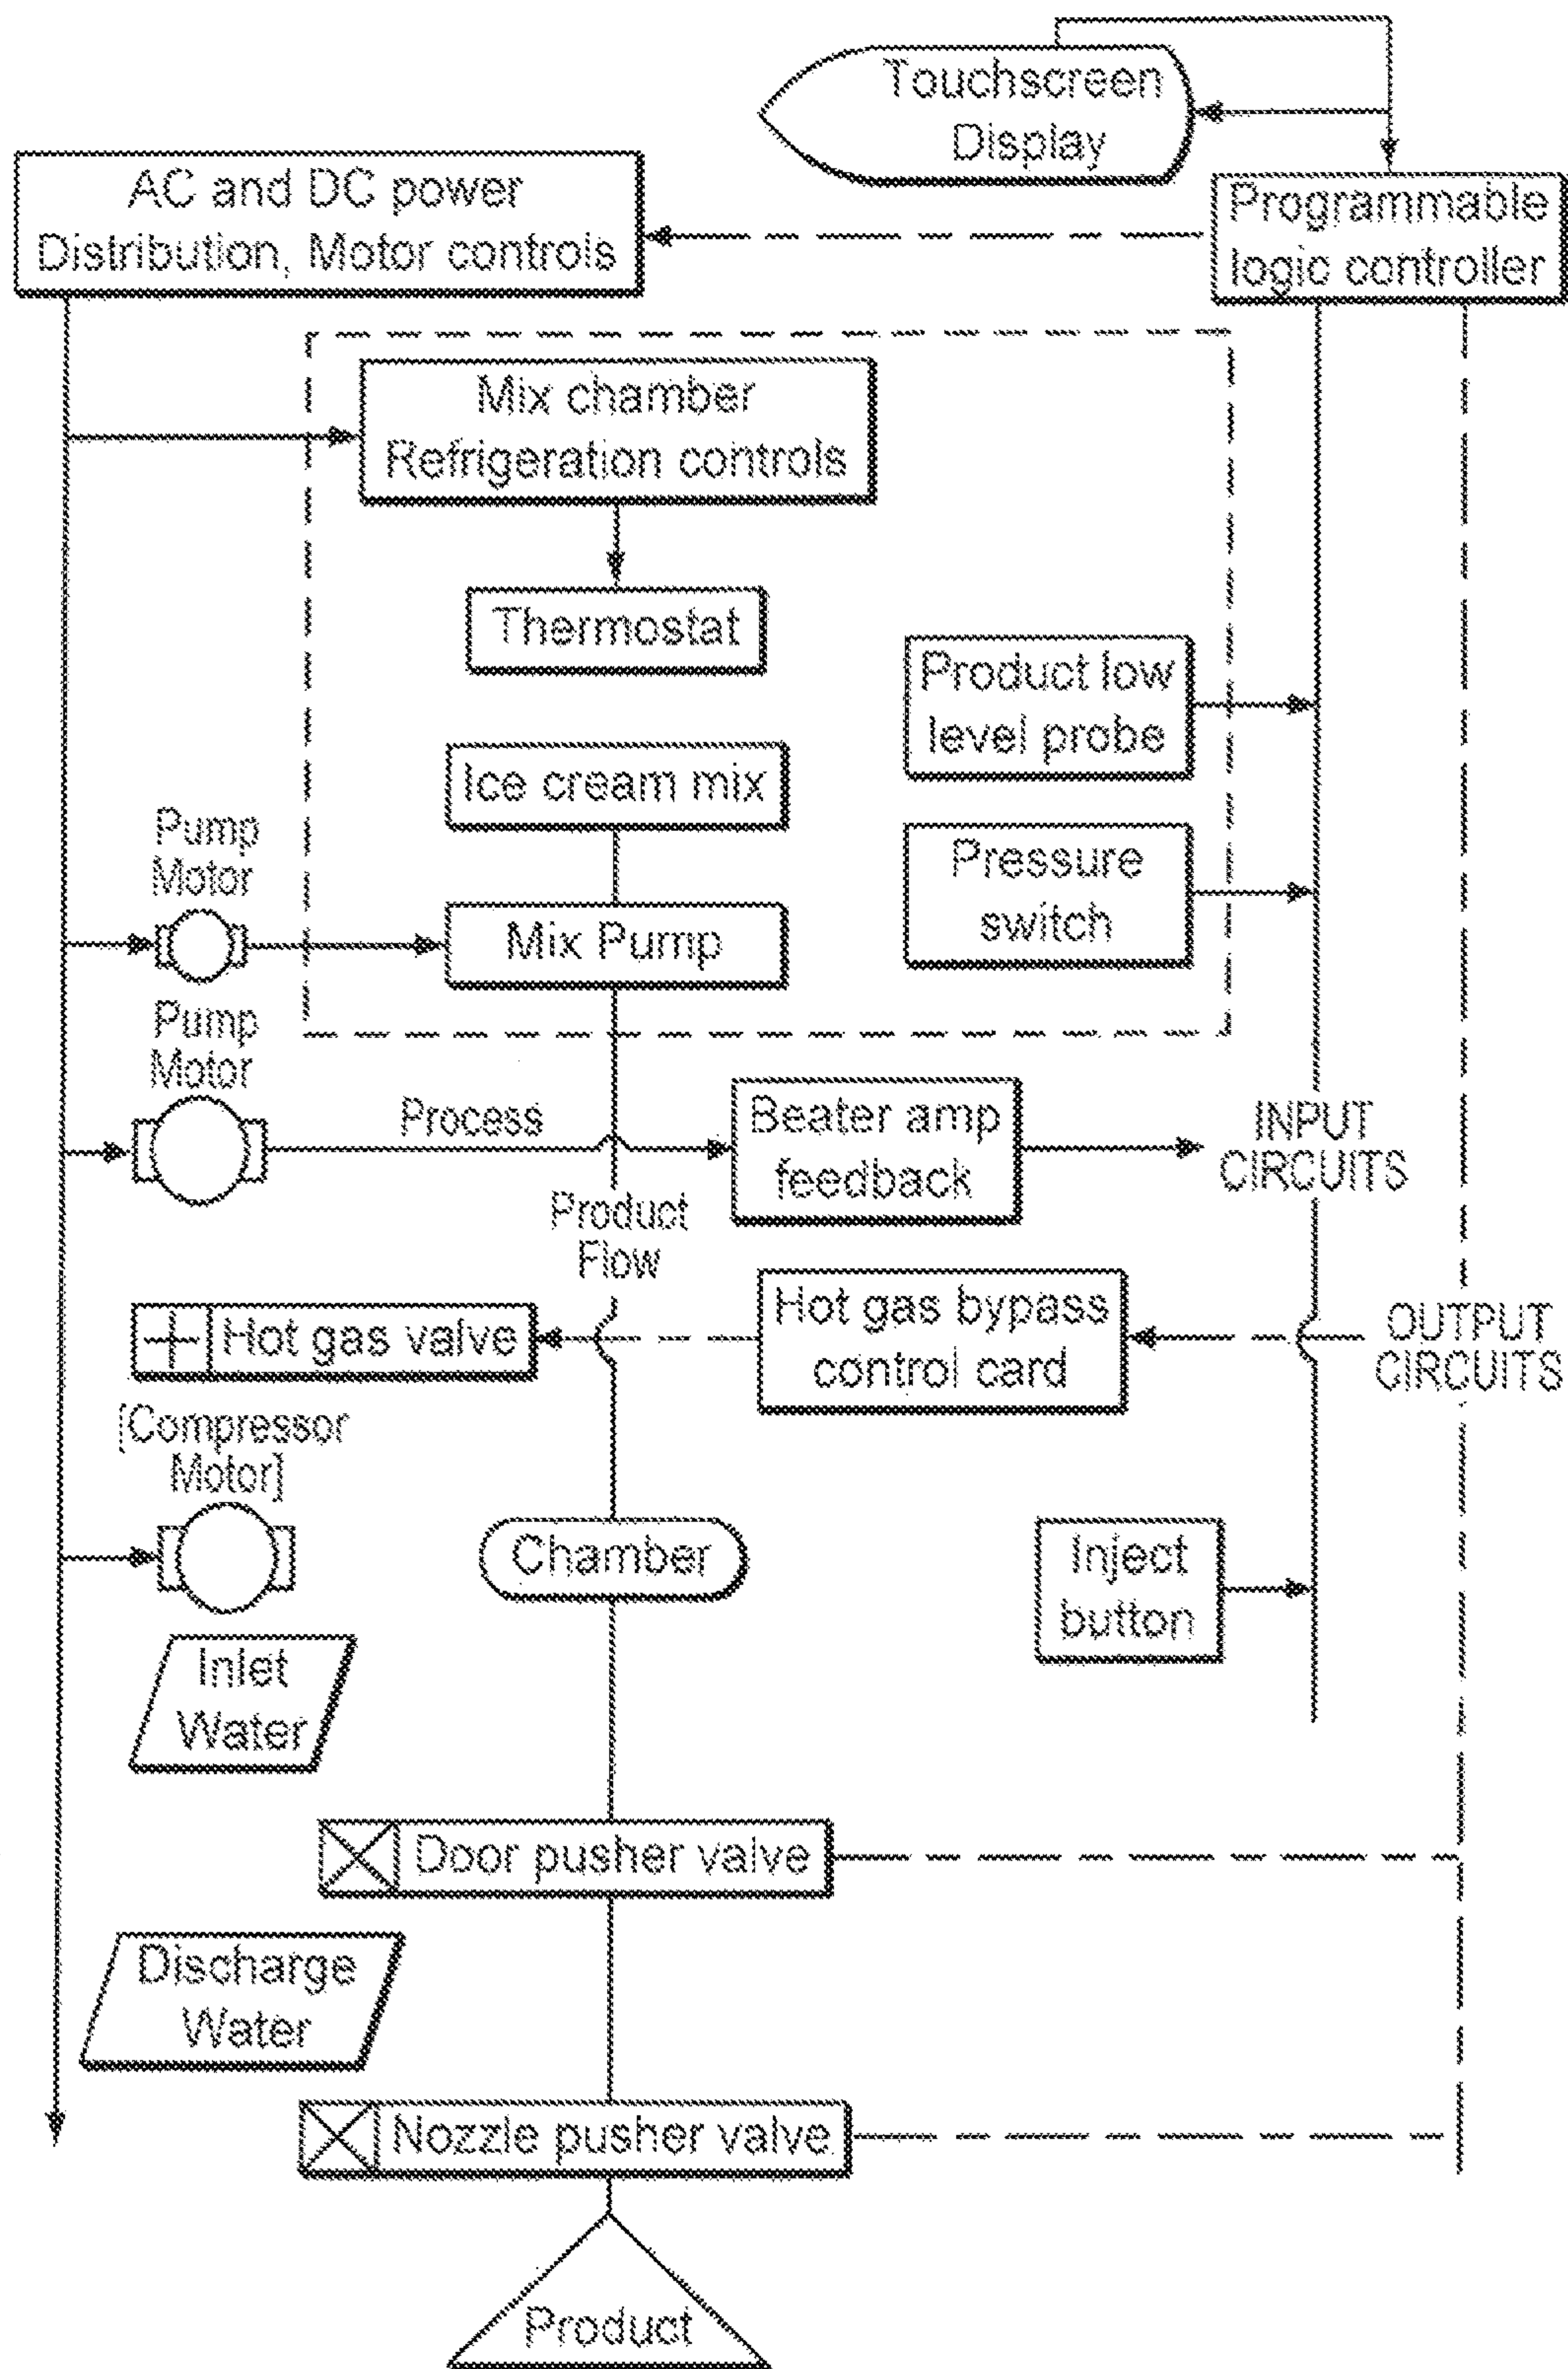 Touchscreen
Display
AC and DC power
Distribution, Motor controls
Programmable
logic controller
Mix chamber
Refrigeration controls
Thermostat
Product low
level probe
Ice cream mix
Pump
Motor
Pressure
switch
Mix Pump
Pump
Motor
Process
Beater amp
feedback
INPUT
CIRCUITS
Product
Flow
Hot gas valve
Hot gas bypass
control card
OUTPUT
CIRCUITS
[Compressor
Motor]
Chamber
Inject
button
Inlet
Water
Door pusher valve
Discharge
Water
Nozzle pusher valve
Product